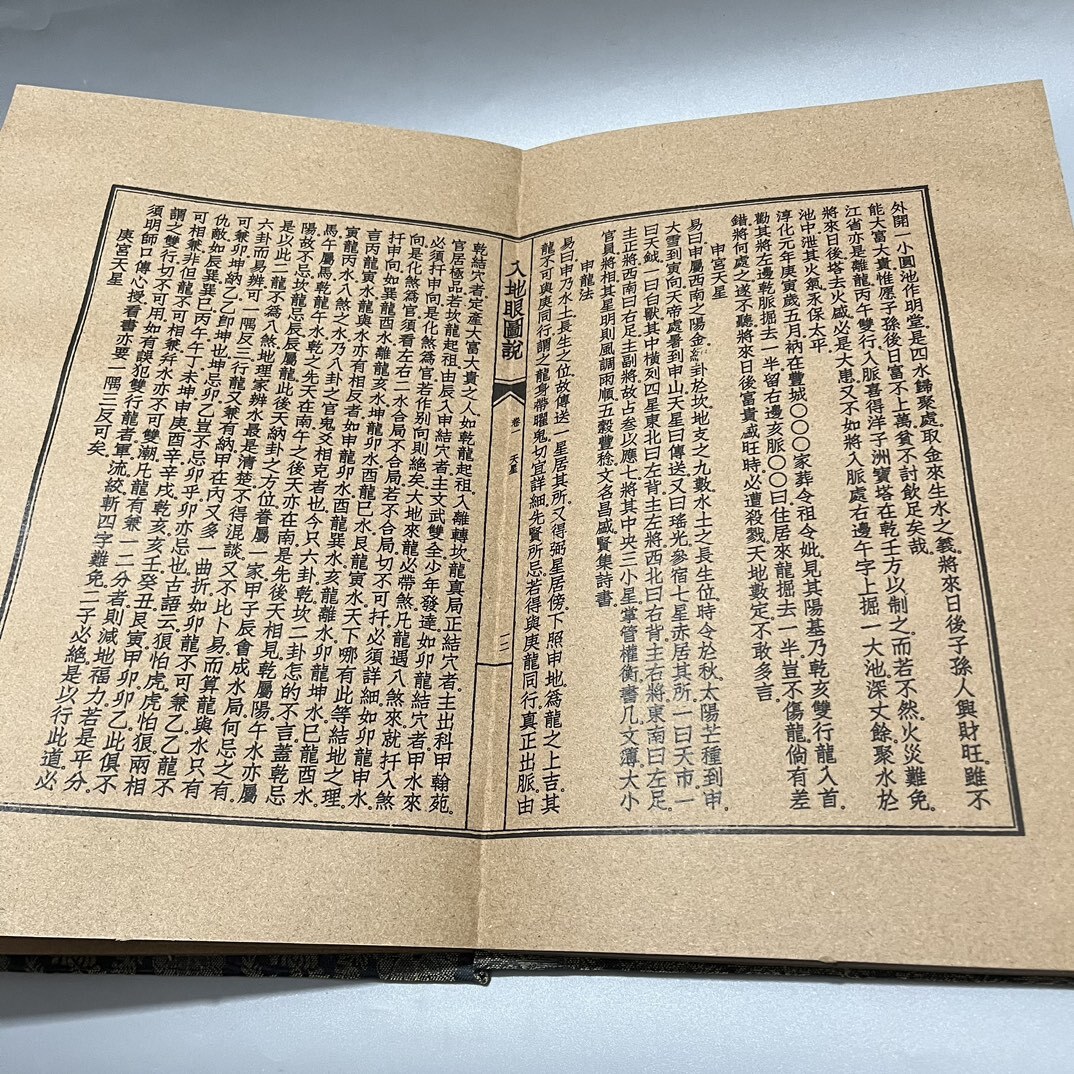 外開一小圓池作明堂是四水歸聚處。取金來生水之義。將來日後子孫人興財旺。雖不
能大富大貴。惟愿子孫後日富不上萬貧不討飲足矣哉。
江省亦是離龍丙午雙行入脈。喜得洋子洲寶塔在乾壬方以制之。而若不然。火災難免。
將來日後塔去火盛。必是大患。又不如將入脈處右邊午字上掘一大池。深丈餘。聚水於
池中。泄其火氣。永保太平。
淳化元年庚寅歲五月。納在豐城〇〇〇家葬令祖令妣。見其陽基乃乾亥雙行龍入首。
勸其將左邊乾脈掘去一半。留右邊亥脈。〇〇曰。住居來龍掘去一半。豈不傷龍。倘有差
錯將何處之。遂不聽。將來日後富貴盛旺時。必遭殺戮。天地數定。不敢多言。
申宮天星
易曰。申屬西南之陽金。納卦於坎。地支之九數。水土之長生位。時令於秋。太陽芒種到申。
大雪到寅。向天帝處暑到申山。天星曰傳送。又曰瑤光。參宿七星。亦居其所。一曰天市。一
曰天鉞。一曰白獸。其中橫列四星。東北曰左肩。主左將。西北曰右肩。主右將。東南曰左足。
主正將。西南曰右足。主副將。故占叁以應七將。其中央三小星。掌管權衡書几文簿。大小
官員將相。其星明則風調雨順。五穀豐稔。文名昌盛。賢集詩書。
申龍法
易曰。申乃水土長生之位。故傳送一星居其所。又得弼星居傍。下照申地。為龍之上吉。其
龍不可與庚同行。謂之龍身帶曜鬼。切宜詳細。先賢所忌。若得與庚龍同行。真正出脈。由
入地眼圖說 卷一 天星 二
乾結穴者。定產大富大貴之人。如乾龍起祖。入離轉坎龍真局正結穴者。主出科甲翰苑。
官居極品。若坎龍起祖。由辰入申結穴者。主文武雙全。少年發達。如卯龍結穴者。甲水來
必須扦申向。是化煞為官。若作別向則絕矣。大地來龍必帶煞。凡龍遇八煞來。就扦入煞
向。是化煞為官。須看左右二水合局不合局。若不合局。切不可扦。必須詳細。如卯龍申水
扦申向。如巽龍酉水。離龍亥水。坤龍卯水。酉龍巳水。艮龍寅水。天下哪有此等結地之理。
吉丙龍寅水。龍與水亦有相反者。如申龍卯水。酉龍巽水。亥龍離水。卯龍坤水。巳龍酉水。
寅龍丙水。八煞之水。乃八卦之官鬼爻相克者也。今只六卦乾坎二卦怎的不言。蓋乾忌
馬午屬馬。乾龍午水。乾之先天在南。午之後天亦在南。是先後天相見。乾屬陽。午水亦屬
陽。故不忌。坎龍忌辰。辰屬龍。此後天納卦之方位。眷屬一家。甲子辰會成水局。何忌之有。
是以此二龍不為八煞。地理家辨水最是清楚。不得混談。又不比卜易。而算龍與水。只有
六卦而易辨。可一隅反三。行龍又兼有納甲在內。又多一曲折。如卯龍不可兼乙。乙龍不
可兼卯。坤納乙。乙即坤也。坤忌卯。乙豈不忌卯乎。卯亦忌也。古語云。狼怕虎。虎怕狼。兩相
仇敵。如辰巽。巽巳。丙午。午丁。未坤。申庚。酉辛。辛戌。乾亥。亥壬。癸丑。艮寅。甲卯。卯乙。此俱不
可相兼。非但龍不可相兼。幷水亦不可雙潮。凡龍有兼一二分者。則減地福力。若是平分。
謂之雙行。切不可用。如有誤犯雙行龍者。軍流絞斬四字難免。二子必絕。是以行此道。必
須明師口傳心授。看書亦要一隅三反可矣。
庚宮天星